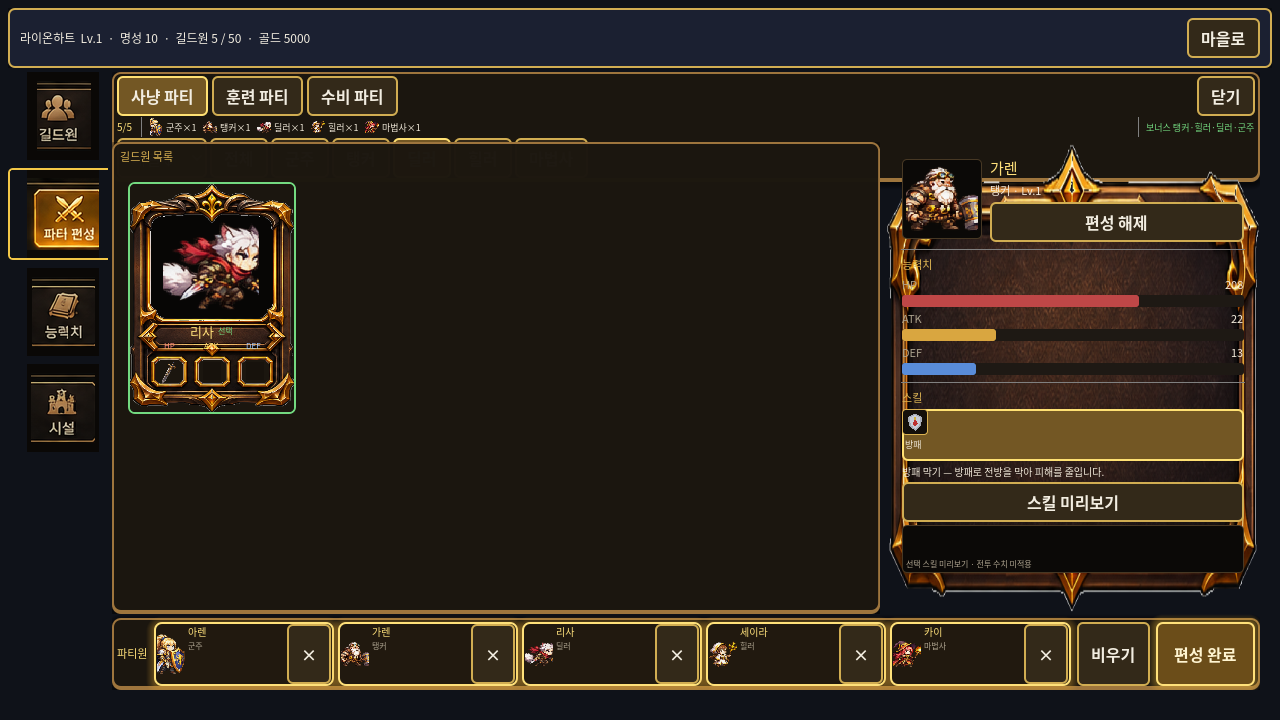 라이온하트 Lv.1 · 명성 10 · 길드원 5 / 50 · 골드 5000
마을로
길드원
파티 편성
능력치
시설
사냥 파티
훈련 파티
수비 파티
닫기
5/5
군주×1
탱커×1
딜러×1
힐러×1
마법사×1
보너스 탱커·힐러·딜러·군주
길드원 목록
리사 선택
HP
DEF
가렌
탱커 · Lv.1
편성 해제
능력치
208
ATK
22
DEF
13
스킬
방패
방패 막기 — 방패로 전방을 막아 피해를 줄입니다.
스킬 미리보기
선택 스킬 미리보기 · 전투 수치 미적용
파티원
아렌
군주
×
가렌
탱커
×
리사
딜러
×
세이라
힐러
×
카이
마법사
×
비우기
편성 완료